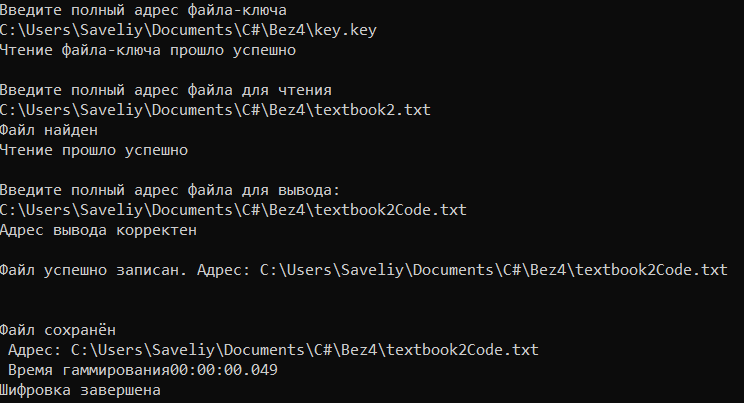 Введите полный адрес файла-ключа
C:\Users\Saveliy\Documents\C#\Bez4\key.key
Чтение файла-ключа прошло успешно
Введите полный адрес файла для чтения
C:\Users\Saveliy\Documents\C#\Bez4\textbook2.txt
Файл найден
Чтение прошло успешно
Введите полный адрес файла для вывода:
C:\Users\Saveliy\Documents\C#\Bez4\textbook2Code.txt
Адрес вывода корректен
Файл успешно записан. Адрес: C:\Users\Saveliy\Documents\C#\Bez4\textbook2Code.txt
Файл сохранён
Адрес: C:\Users\Saveliy\Documents\C#\Bez4\textbook2Code.txt
Время гаммирования00:00:00.049
Шифровка завершена